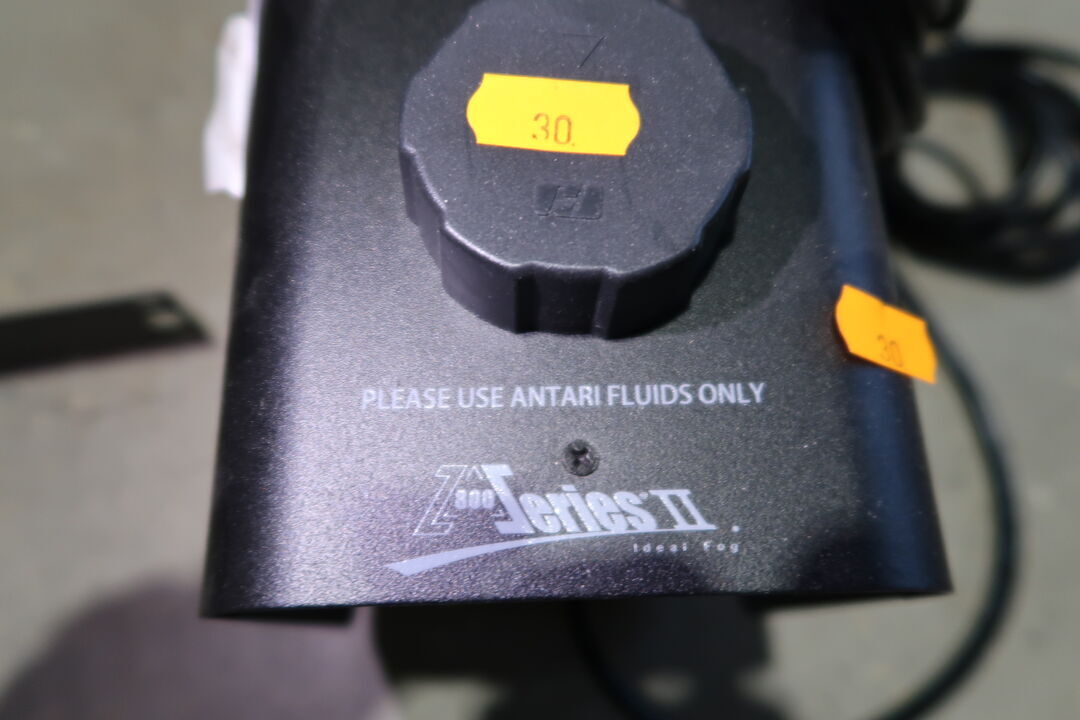 30.
30
PLEASE USE ANTARI FLUIDS ONLY
Z-800 Series II
Ideal Fog